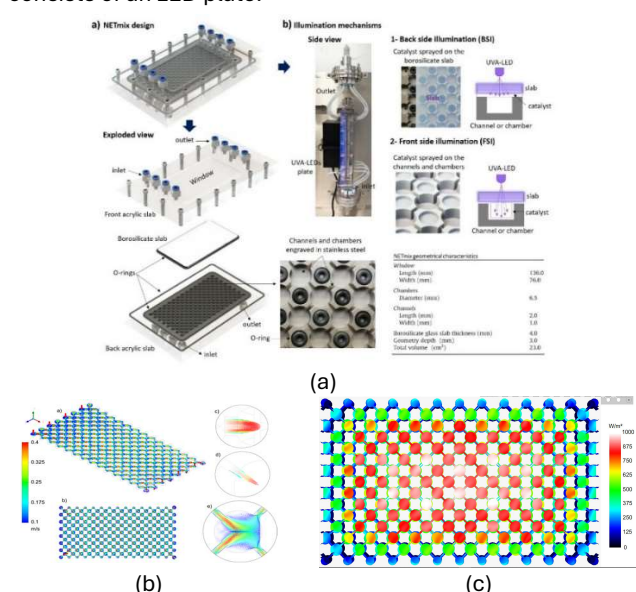 consists of an LED plate.
a) NETmix design
b) Illumination mechanisms
Side view
1- Back side illumination (BSI)
Catalyst sprayed on the
borosilicate slab
UVA-LED
Slab
slab
catalyst
Channel or chamber
Outlet
UVA-LEDs
plate
inlet
Exploded view
outlet
inlet
Window
Front acrylic slab
2- Front side illumination (FSI)
Catalyst sprayed on the
channels and chambers
UVA-LED
slab
catalyst
Channel or chamber
Borosilicate slab
O-rings
Channels and chambers
engraved in stainless steel
outlet
O-ring
Back acrylic slab
inlet
NETmix geometrical characteristics
Window
Length (mm) 130.0
Width (mm) 76.0
Chambers
Diameter (mm) 6.5
Channels
Length (mm) 2.0
Width (mm) 1.0
Borosilicate glass slab thickness (mm) 4.0
Geometry depth (mm) 3.0
Total volume (cm³) 23.0
(a)
a)
0.4
0.325
0.25
0.175
0.1
m/s
b)
c)
d)
e)
(b)
W/m²
1000
875
750
625
500
375
250
125
0
(c)